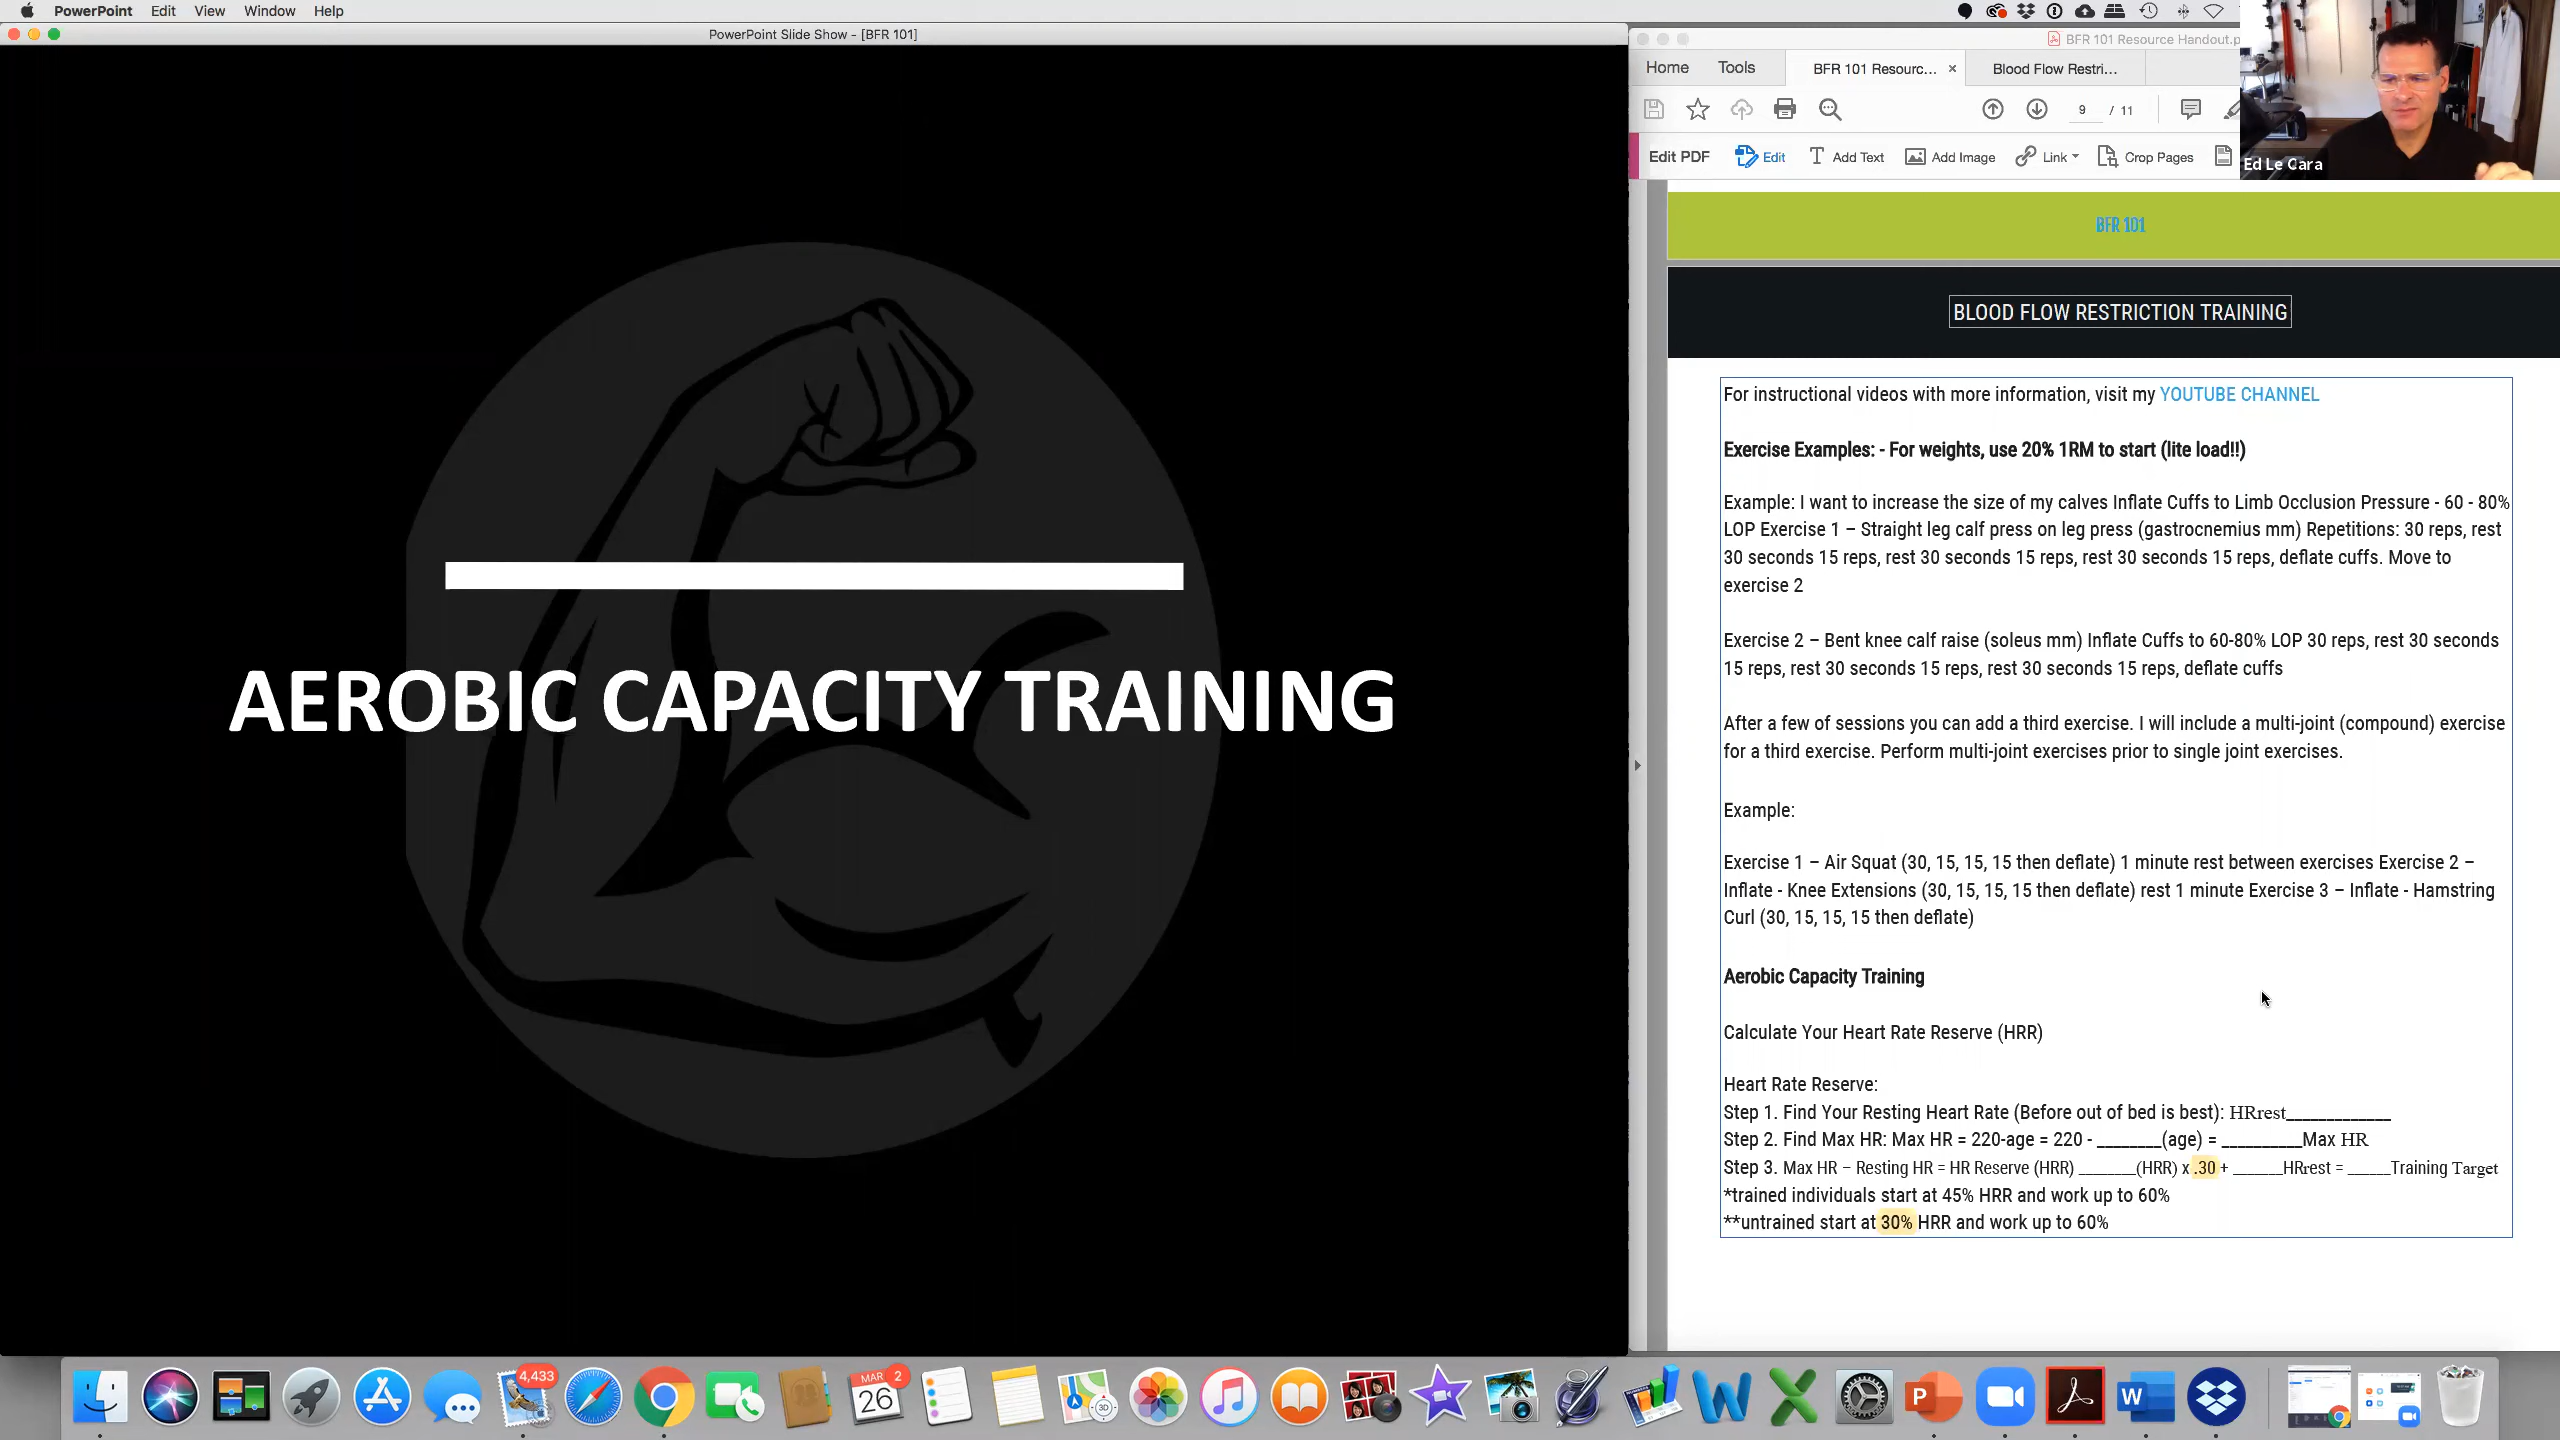 PowerPoint Edit View Window Help
PowerPoint Slide Show - [BFR 101]
AEROBIC CAPACITY TRAINING
BFR 101 Resource Handout.p
Home Tools BFR 101 Resourc... × Blood Flow Restri...
9 / 11
Edit PDF Edit Add Text Add Image Link Crop Pages
Ed Le Cara
BFR 101
BLOOD FLOW RESTRICTION TRAINING
For instructional videos with more information, visit my YOUTUBE CHANNEL
Exercise Examples: - For weights, use 20% 1RM to start (lite load!!)
Example: I want to increase the size of my calves Inflate Cuffs to Limb Occlusion Pressure - 60 - 80%
LOP Exercise 1 – Straight leg calf press on leg press (gastrocnemius mm) Repetitions: 30 reps, rest
30 seconds 15 reps, rest 30 seconds 15 reps, rest 30 seconds 15 reps, deflate cuffs. Move to
exercise 2
Exercise 2 – Bent knee calf raise (soleus mm) Inflate Cuffs to 60-80% LOP 30 reps, rest 30 seconds
15 reps, rest 30 seconds 15 reps, rest 30 seconds 15 reps, deflate cuffs
After a few of sessions you can add a third exercise. I will include a multi-joint (compound) exercise
for a third exercise. Perform multi-joint exercises prior to single joint exercises.
Example:
Exercise 1 – Air Squat (30, 15, 15, 15 then deflate) 1 minute rest between exercises Exercise 2 –
Inflate - Knee Extensions (30, 15, 15, 15 then deflate) rest 1 minute Exercise 3 – Inflate - Hamstring
Curl (30, 15, 15, 15 then deflate)
Aerobic Capacity Training
Calculate Your Heart Rate Reserve (HRR)
Heart Rate Reserve:
Step 1. Find Your Resting Heart Rate (Before out of bed is best): HRrest____________
Step 2. Find Max HR: Max HR = 220-age = 220 - ________(age) = __________Max HR
Step 3. Max HR – Resting HR = HR Reserve (HRR) ________(HRR) x .30 + _______HRrest = ______Training Target
*trained individuals start at 45% HRR and work up to 60%
**untrained start at 30% HRR and work up to 60%
4,433
MAR 2
26
3D
P
W